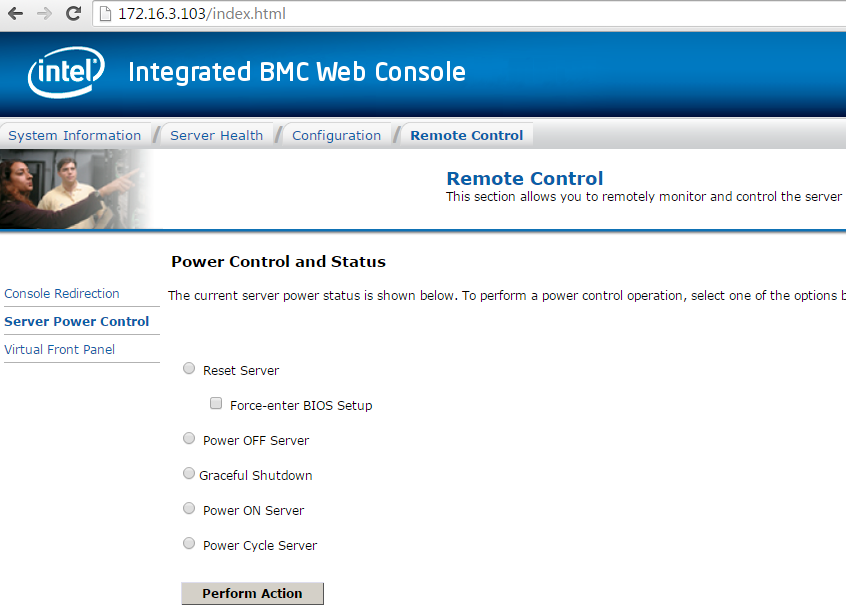 172.16.3.103/index.html
intel Integrated BMC Web Console
System Information / Server Health / Configuration / Remote Control
Remote Control
This section allows you to remotely monitor and control the server
Power Control and Status
Console Redirection
The current server power status is shown below. To perform a power control operation, select one of the options
Server Power Control
Virtual Front Panel
Reset Server
Force-enter BIOS Setup
Power OFF Server
Graceful Shutdown
Power ON Server
Power Cycle Server
Perform Action